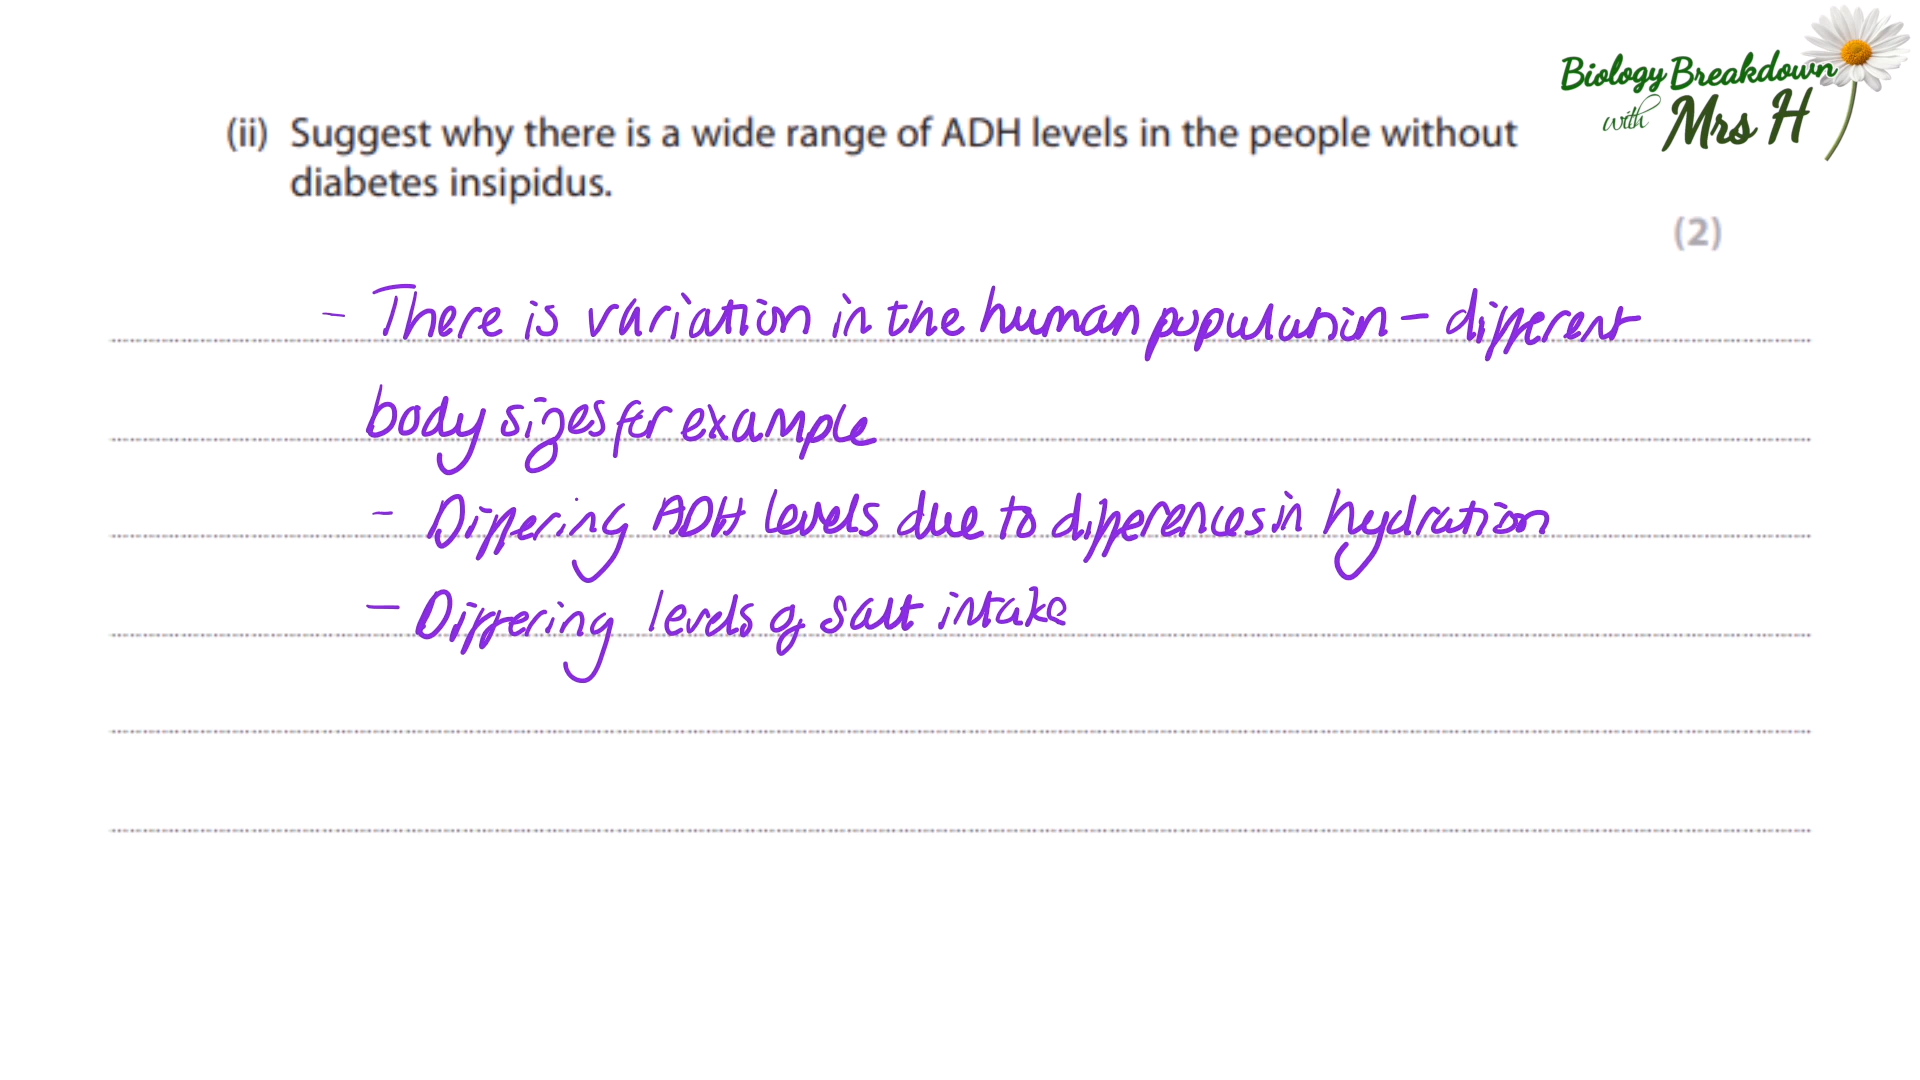 Biology Breakdown
with Mrs H
(ii) Suggest why there is a wide range of ADH levels in the people without
diabetes insipidus.
(2)
- There is variation in the human population - different
body sizes for example
- Differing ADH levels due to differences in hydration
- Differing levels of salt intake